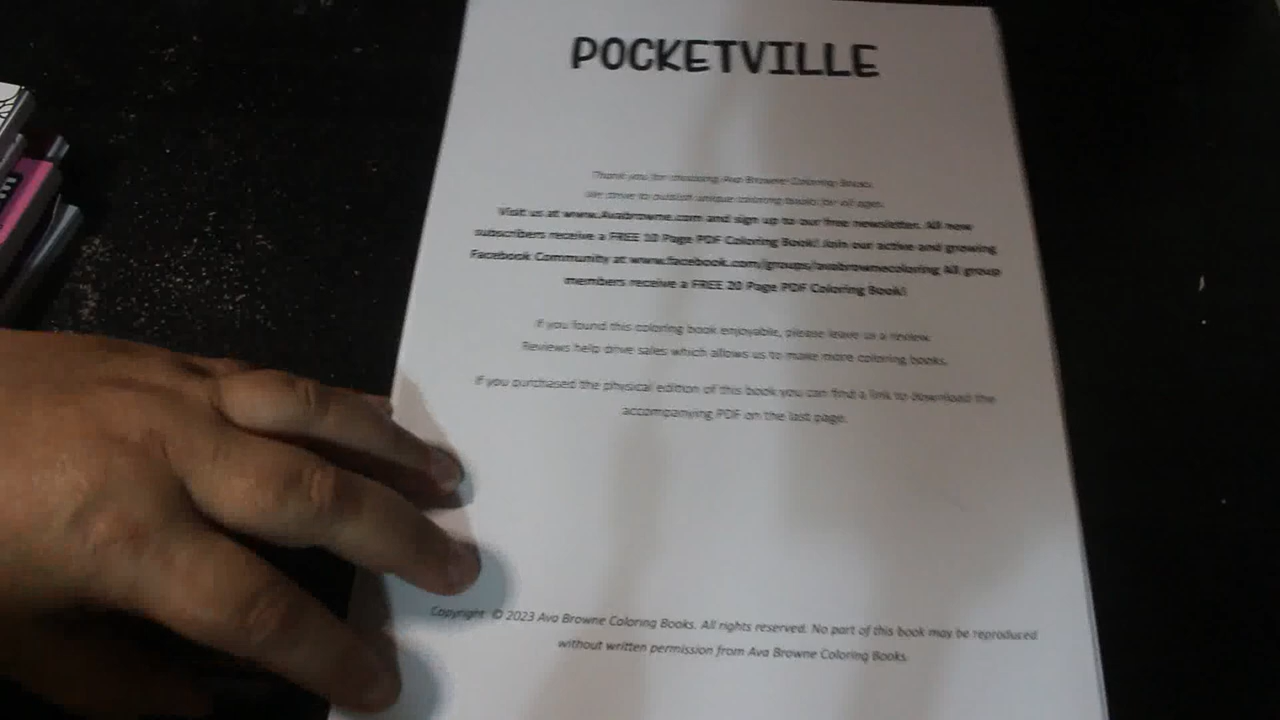 POCKETVILLE
Thank you for choosing Ava Browne Coloring Books.
We strive to publish unique coloring books for all ages.
Visit us at www.Avabrowne.com and sign up to our free newsletter. All new
subscribers receive a FREE 10 Page PDF Coloring Book! Join our active and growing
Facebook Community at www.facebook.com/groups/avabrownecoloring All group
members receive a FREE 20 Page PDF Coloring Book!
If you found this coloring book enjoyable, please leave us a review.
Reviews help drive sales which allows us to make more coloring books.
If you purchased the physical edition of this book you can find a link to download the
accompanying PDF on the last page.
Copyright © 2023 Ava Browne Coloring Books. All rights reserved. No part of this book may be reproduced
without written permission from Ava Browne Coloring Books.